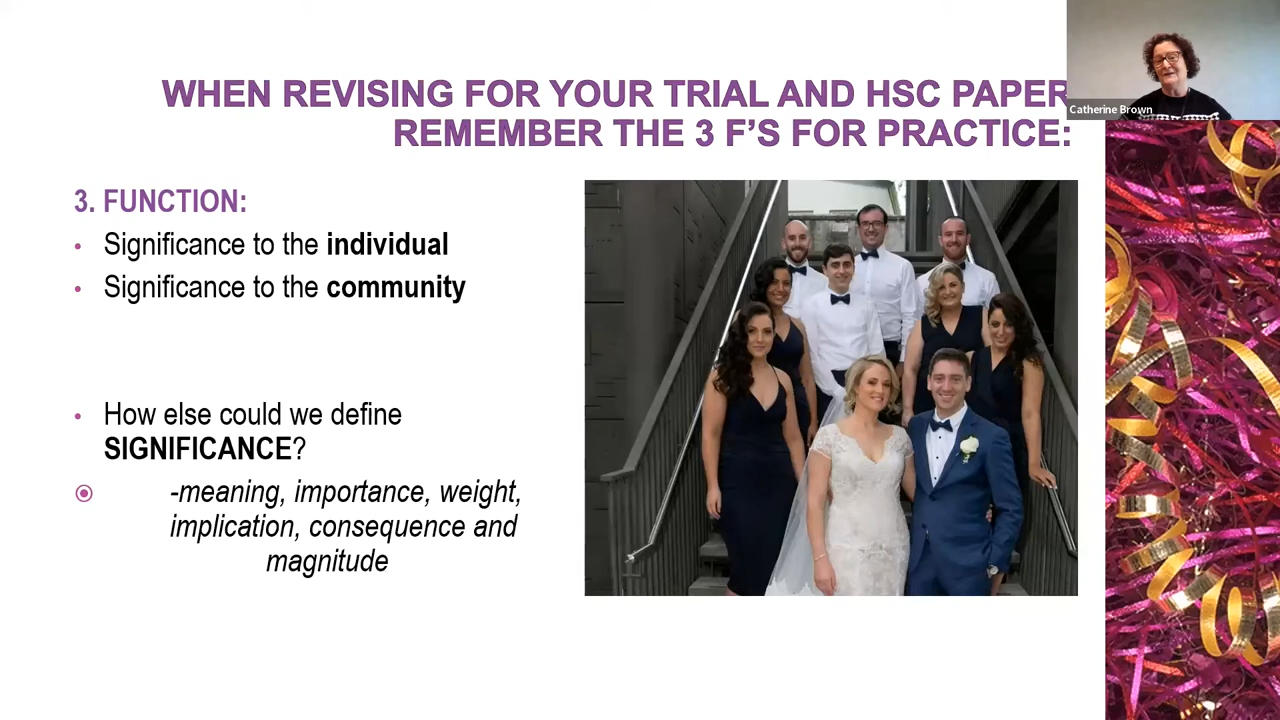 WHEN REVISING FOR YOUR TRIAL AND HSC PAPER
REMEMBER THE 3 F’S FOR PRACTICE:
Catherine Brown
3. FUNCTION:
• Significance to the individual
• Significance to the community
• How else could we define
SIGNIFICANCE?
-meaning, importance, weight,
implication, consequence and
magnitude